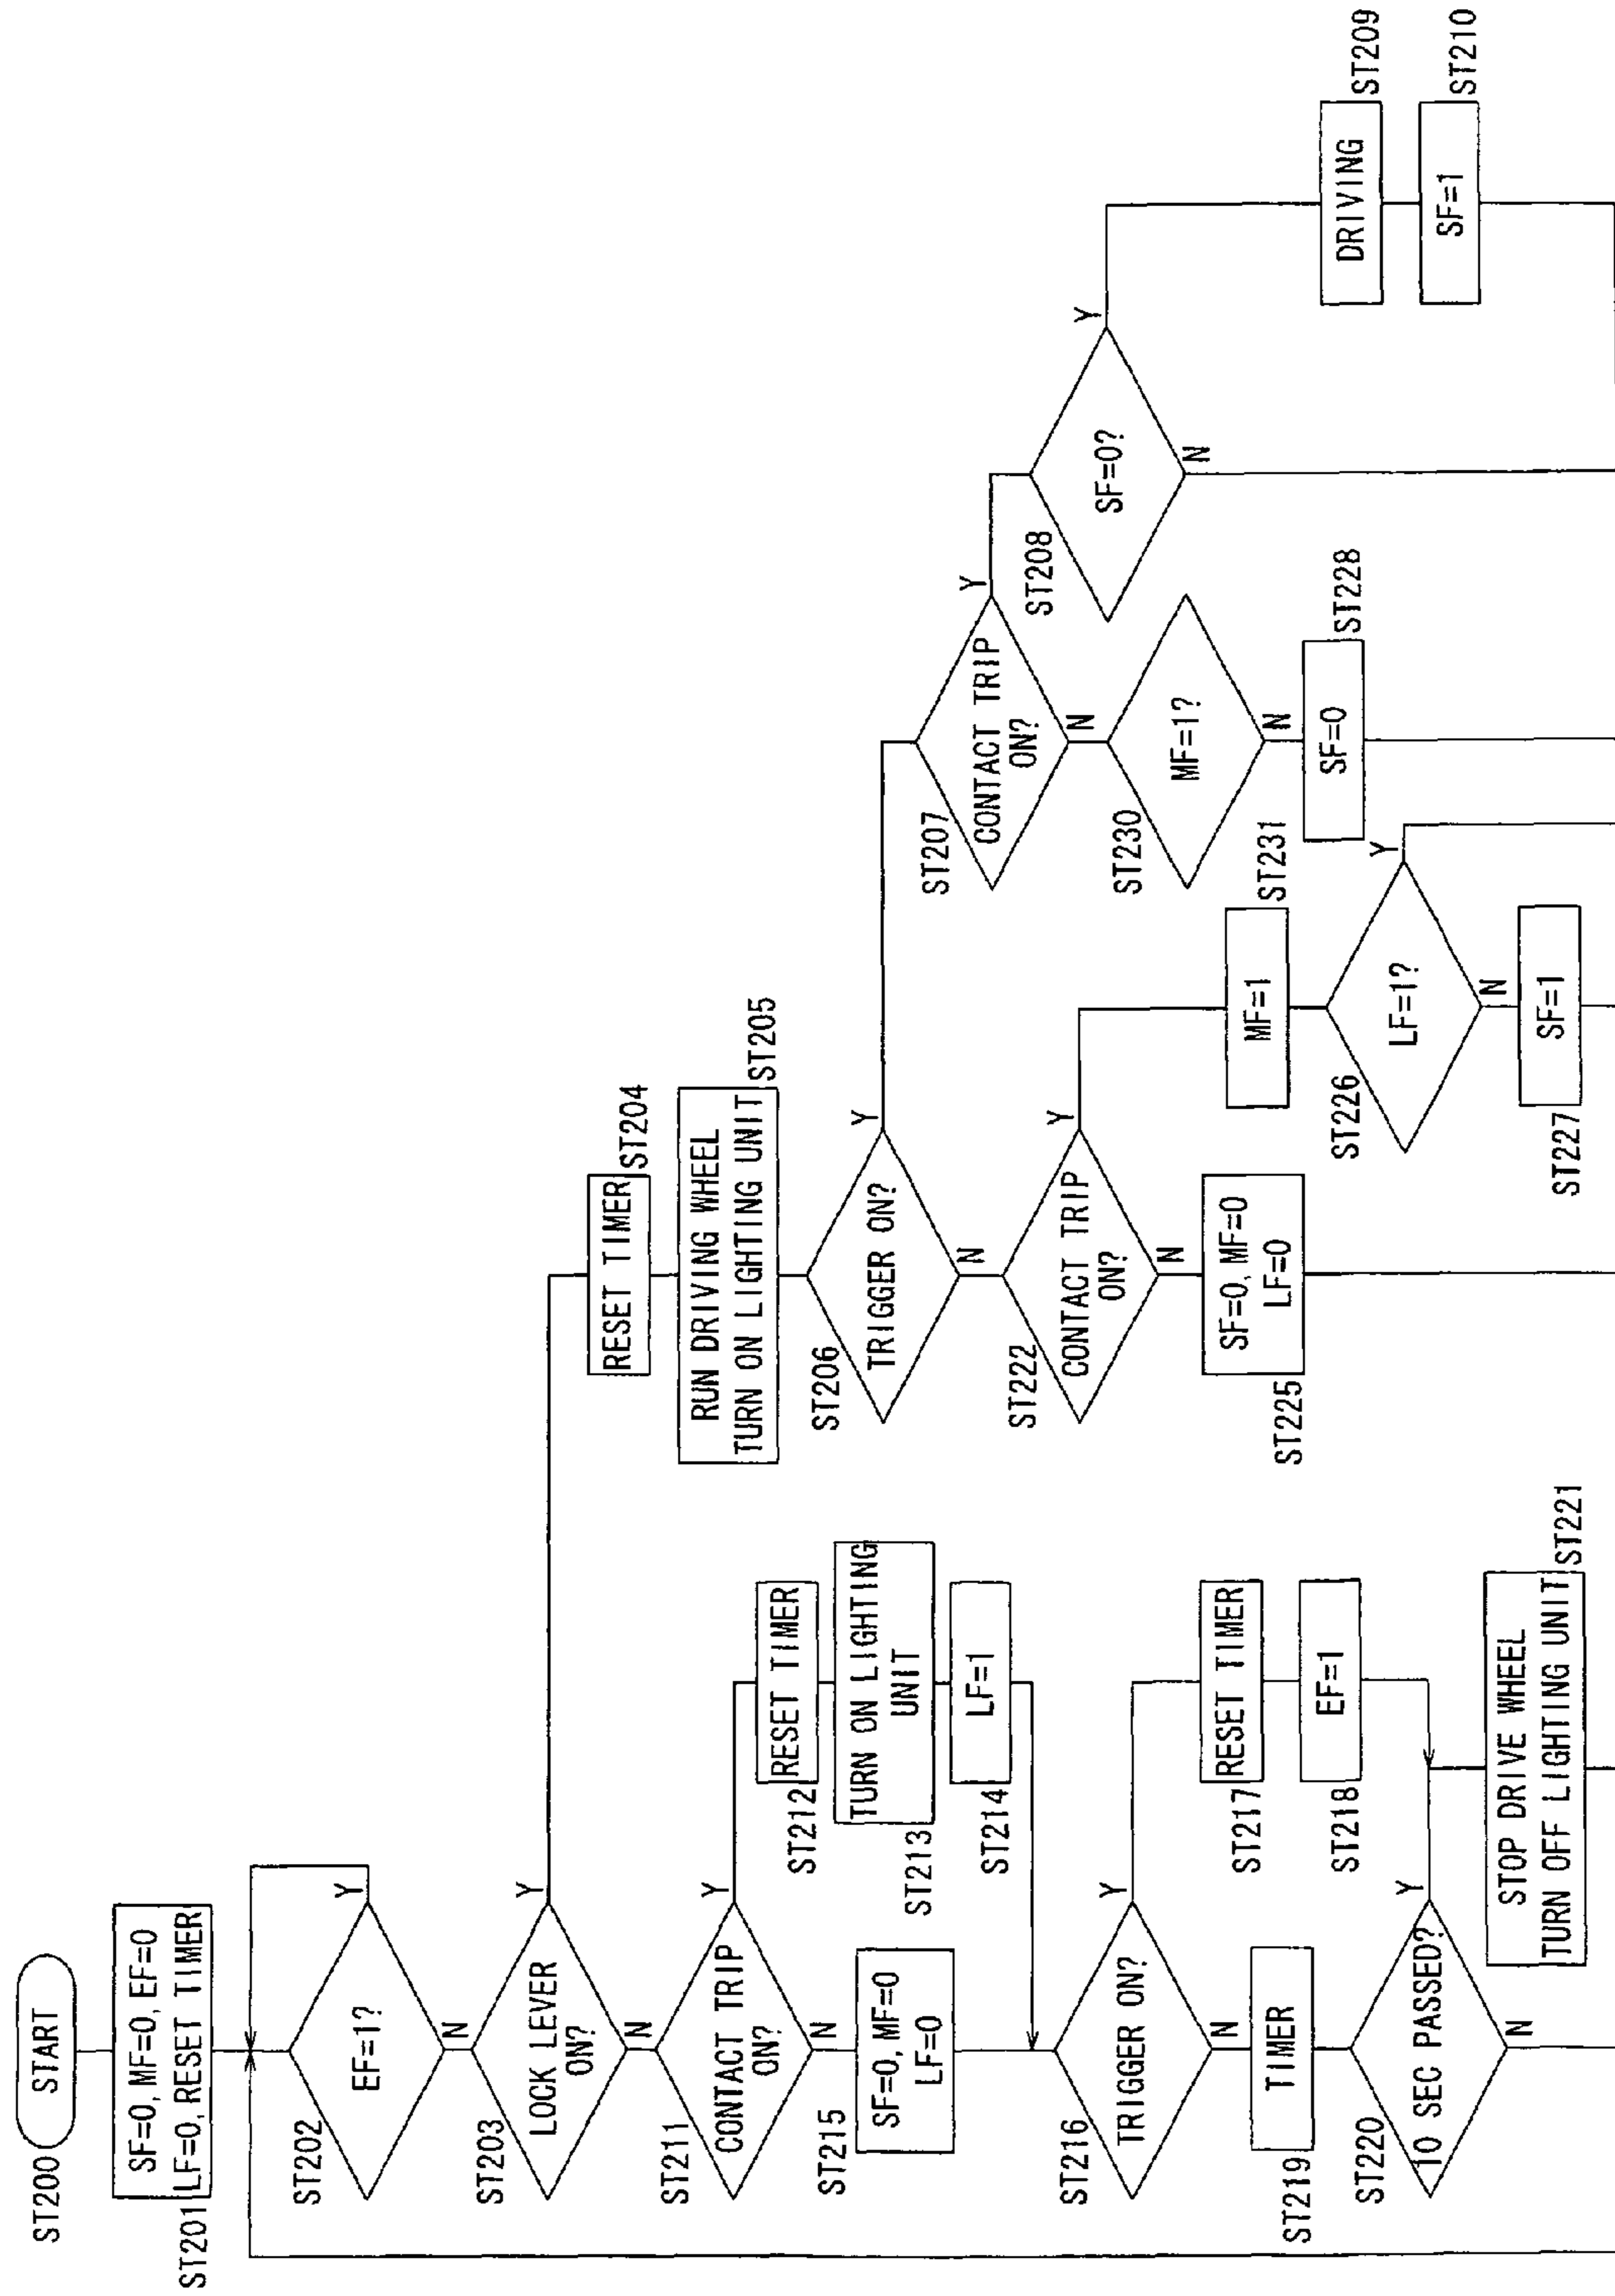 ST200
START
ST201
SF=0, MF=0, EF=0
LF=0, RESET TIMER
ST202
EF=1?
Y
N
ST203
LOCK LEVER
ON?
Y
N
RESET TIMER
ST204
RUN DRIVING WHEEL
TURN ON LIGHTING UNIT
ST205
ST206
TRIGGER ON?
Y
N
ST207
CONTACT TRIP
ON?
Y
N
ST208
SF=0?
Y
N
DRIVING
ST209
SF=1
ST210
ST230
MF=1?
N
SF=0
ST228
ST222
CONTACT TRIP
ON?
Y
N
MF=1
ST231
ST226
LF=1?
Y
N
ST227
SF=1
ST225
SF=0, MF=0
LF=0
ST211
CONTACT TRIP
ON?
Y
N
ST212
RESET TIMER
ST213
TURN ON LIGHTING
UNIT
ST214
LF=1
ST215
SF=0, MF=0
LF=0
ST216
TRIGGER ON?
Y
N
ST217
RESET TIMER
ST218
EF=1
ST219
TIMER
ST220
10 SEC PASSED?
Y
N
STOP DRIVE WHEEL
TURN OFF LIGHTING UNIT
ST221